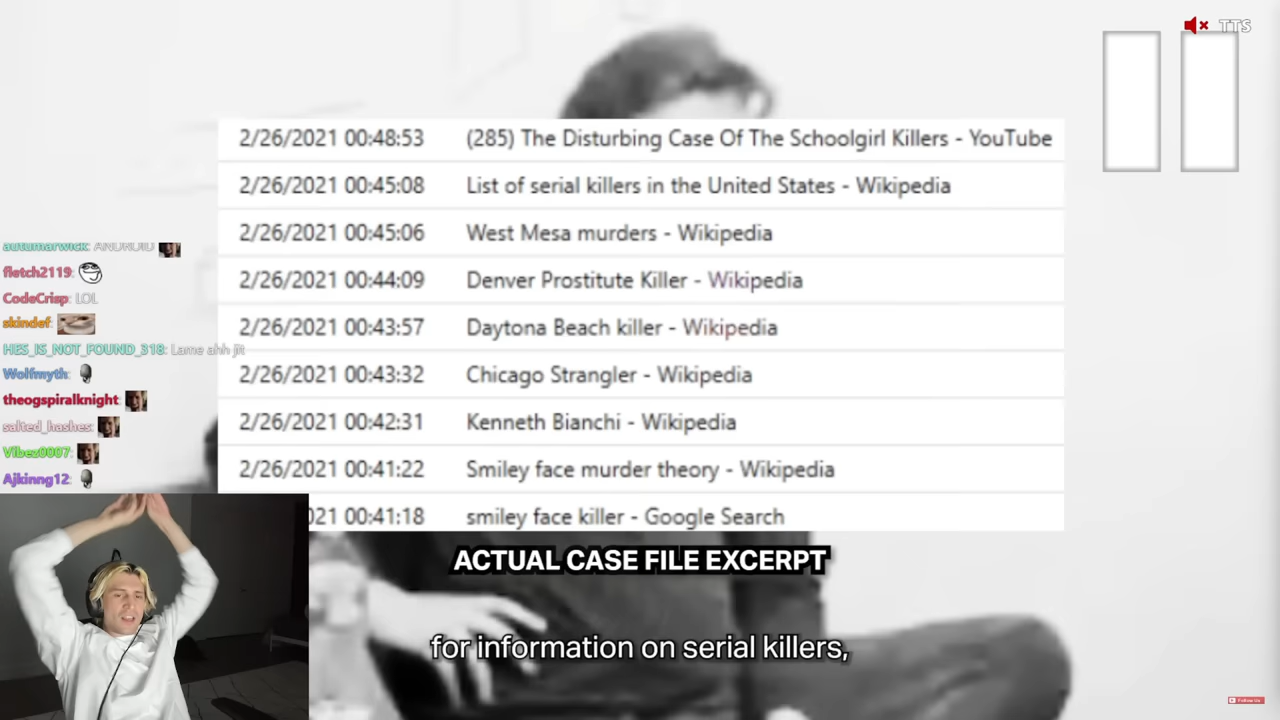 TTS
2/26/2021 00:48:53 (285) The Disturbing Case Of The Schoolgirl Killers - YouTube
2/26/2021 00:45:08 List of serial killers in the United States - Wikipedia
2/26/2021 00:45:06 West Mesa murders - Wikipedia
2/26/2021 00:44:09 Denver Prostitute Killer - Wikipedia
2/26/2021 00:43:57 Daytona Beach killer - Wikipedia
2/26/2021 00:43:32 Chicago Strangler - Wikipedia
2/26/2021 00:42:31 Kenneth Bianchi - Wikipedia
2/26/2021 00:41:22 Smiley face murder theory - Wikipedia
021 00:41:18 smiley face killer - Google Search
autumarwick: ANDROID
fletch2119:
CodeCrisp: LOL
skindef:
HES_IS_NOT_FOUND_318: Lame ahh jit
Wolfmyth:
theogspiralknight:
salted_hashes:
Vibez0007:
Ajkinng12:
ACTUAL CASE FILE EXCERPT
for information on serial killers,